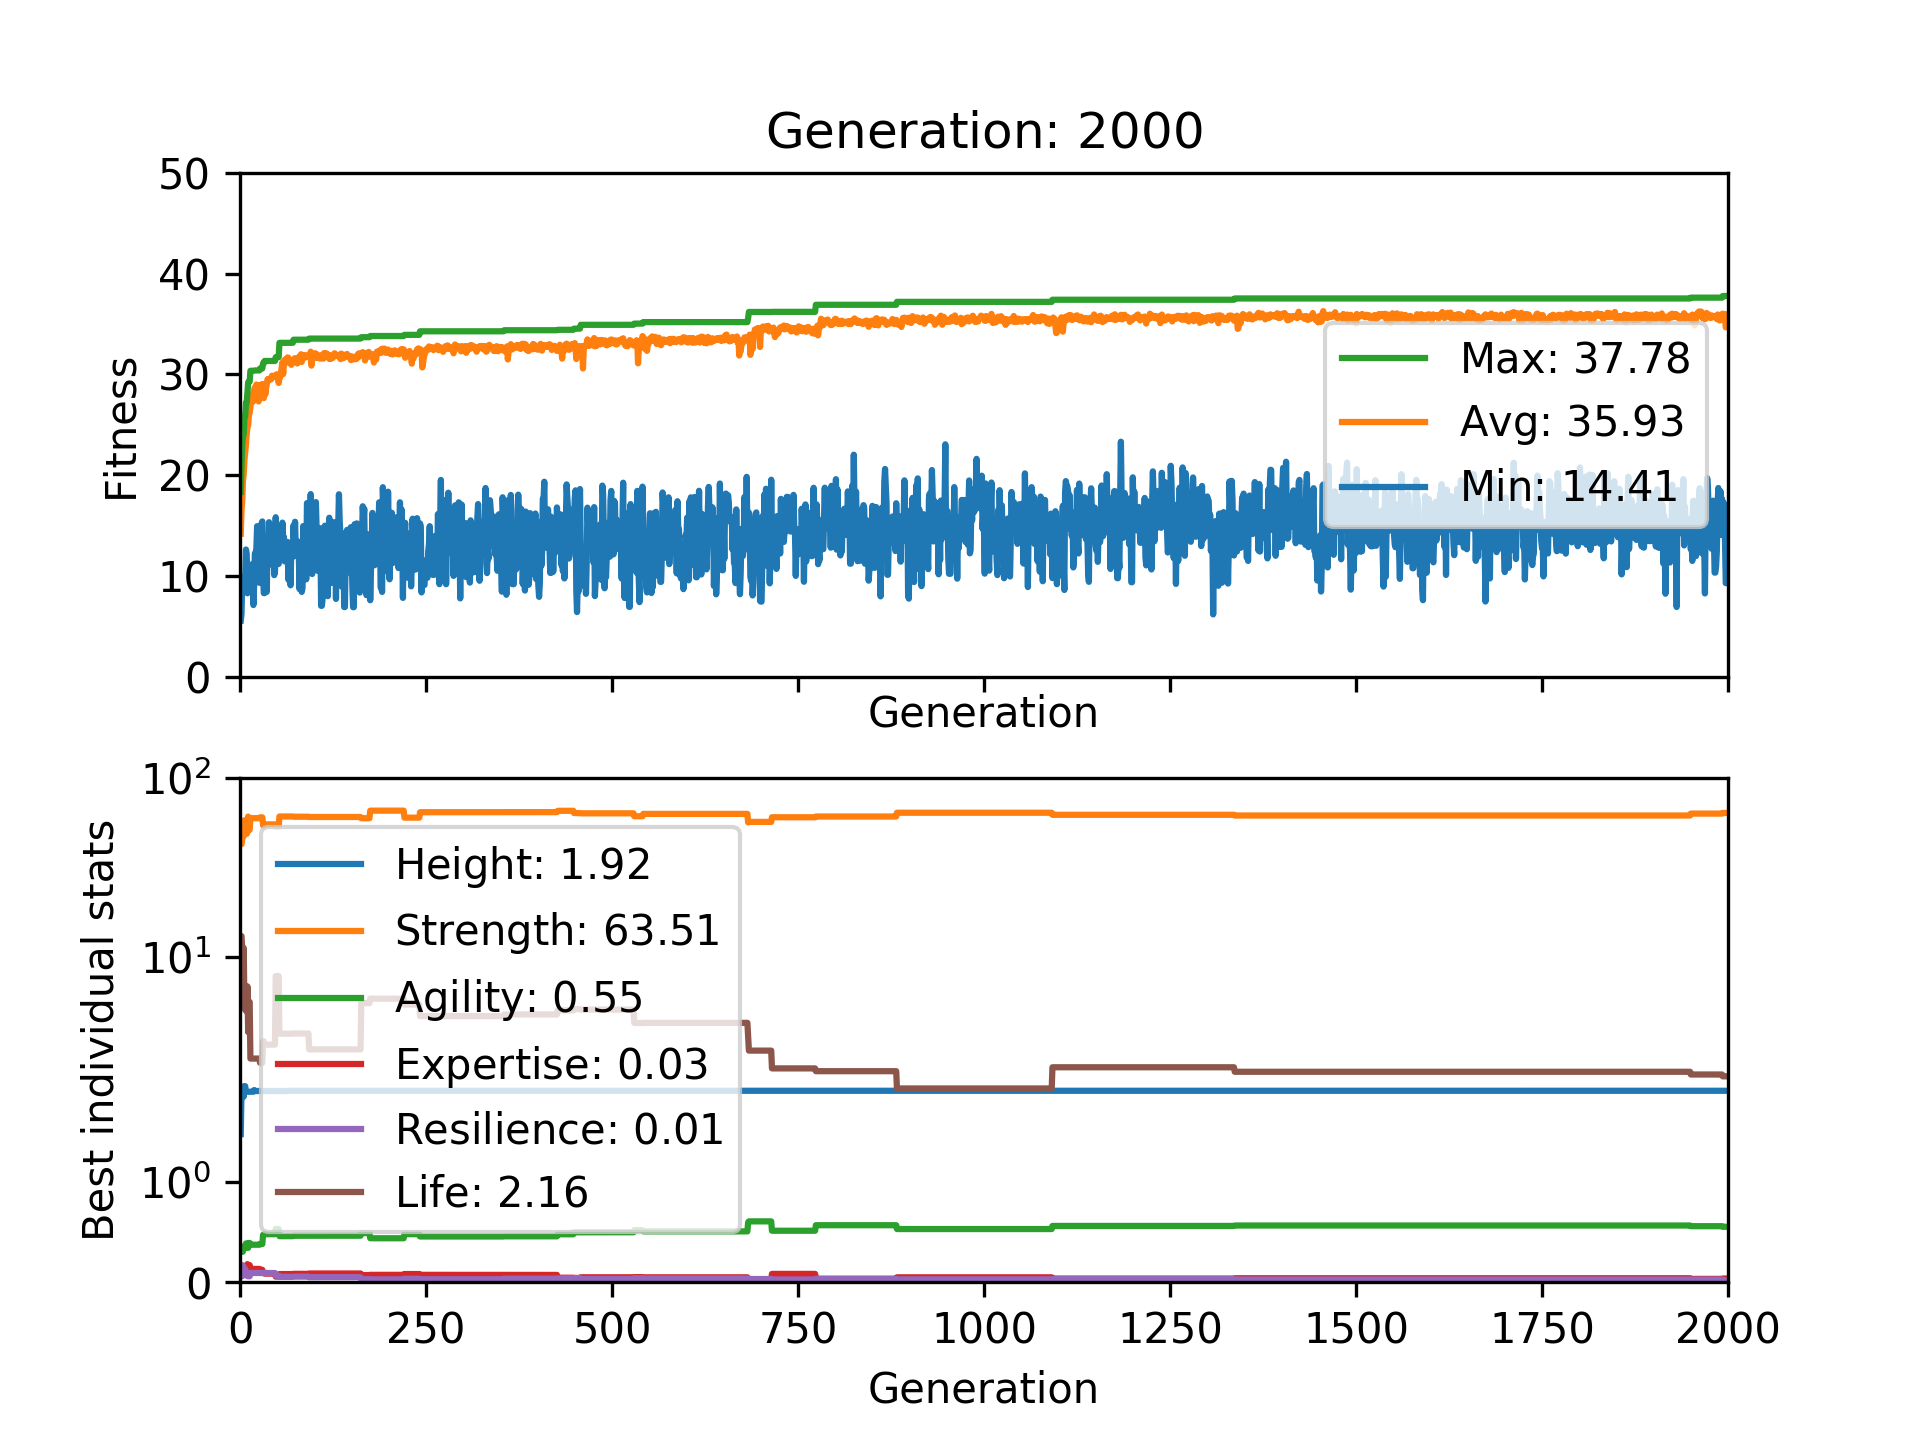 Generation: 2000
50
40
30
20
10
0
Fitness
Max: 37.78
Avg: 35.93
Min: 14.41
Generation
10²
10¹
10⁰
0
Best individual stats
Height: 1.92
Strength: 63.51
Agility: 0.55
Expertise: 0.03
Resilience: 0.01
Life: 2.16
0 250 500 750 1000 1250 1500 1750 2000
Generation